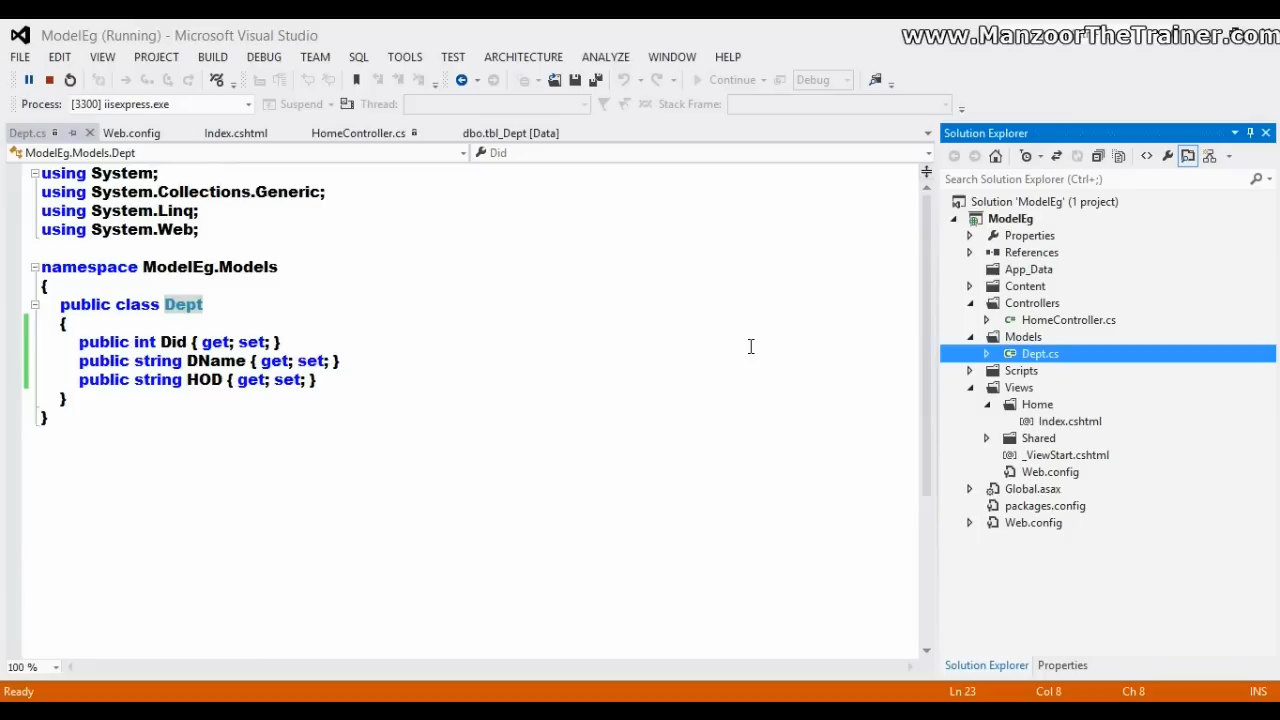 ModelEg (Running) - Microsoft Visual Studio
www.ManzoorTheTrainer.com
FILE EDIT VIEW PROJECT BUILD DEBUG TEAM SQL TOOLS TEST ARCHITECTURE ANALYZE WINDOW HELP
Continue Debug
Process: [3300] iisexpress.exe Suspend Thread: Stack Frame:
Dept.cs Web.config Index.cshtml HomeController.cs dbo.tbl_Dept [Data]
ModelEg.Models.Dept Did
using System;
using System.Collections.Generic;
using System.Linq;
using System.Web;
namespace ModelEg.Models
{
public class Dept
{
public int Did { get; set; }
public string DName { get; set; }
public string HOD { get; set; }
}
}
100 %
Solution Explorer
Search Solution Explorer (Ctrl+;)
Solution 'ModelEg' (1 project)
ModelEg
Properties
References
App_Data
Content
Controllers
HomeController.cs
Models
Dept.cs
Scripts
Views
Home
Index.cshtml
Shared
_ViewStart.cshtml
Web.config
Global.asax
packages.config
Web.config
Solution Explorer Properties
Ready Ln 23 Col 8 Ch 8 INS